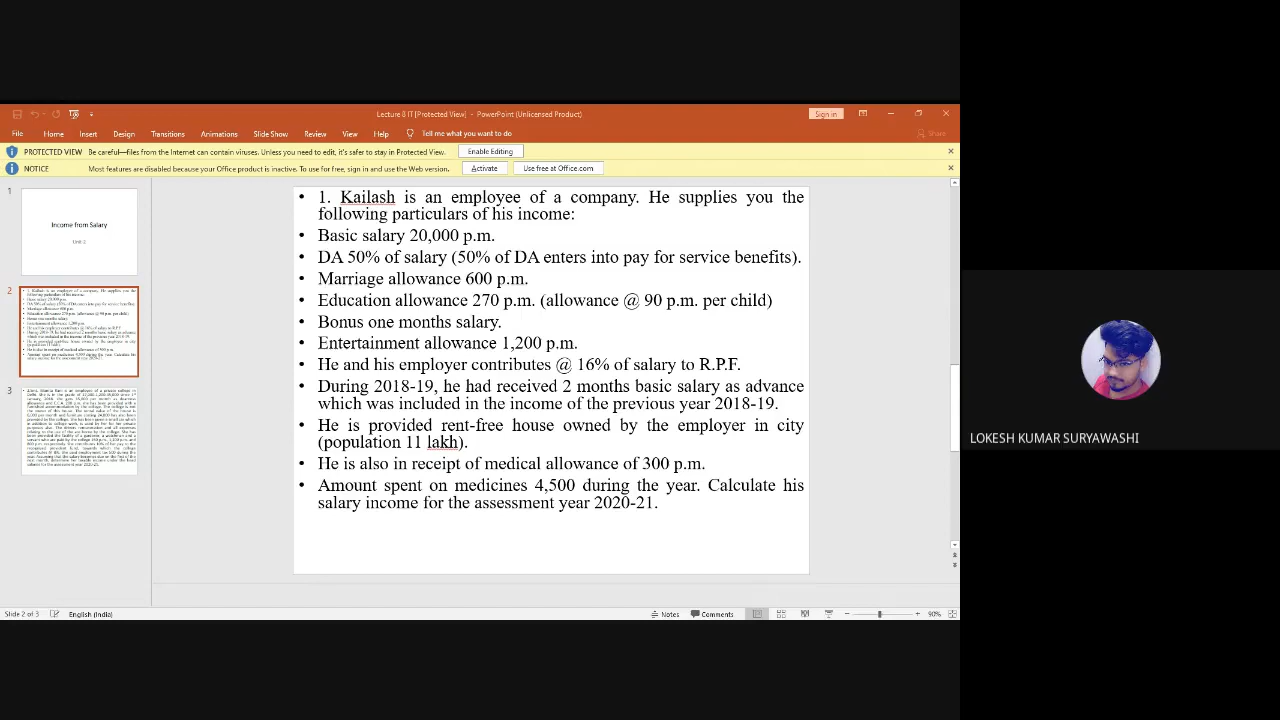 Lecture 8 IT [Protected View] - PowerPoint (Unlicensed Product)
Sign in
File Home Insert Design Transitions Animations Slide Show Review View Help Tell me what you want to do Share
PROTECTED VIEW Be careful—files from the Internet can contain viruses. Unless you need to edit, it's safer to stay in Protected View. Enable Editing
NOTICE Most features are disabled because your Office product is inactive. To use for free, sign in and use the Web version. Activate Use free at Office.com
1
Income from Salary
Unit 2
2
3
• 1. Kailash is an employee of a company. He supplies you the
following particulars of his income:
• Basic salary 20,000 p.m.
• DA 50% of salary (50% of DA enters into pay for service benefits).
• Marriage allowance 600 p.m.
• Education allowance 270 p.m. (allowance @ 90 p.m. per child)
• Bonus one months salary.
• Entertainment allowance 1,200 p.m.
• He and his employer contributes @ 16% of salary to R.P.F.
• During 2018-19, he had received 2 months basic salary as advance
which was included in the income of the previous year 2018-19.
• He is provided rent-free house owned by the employer in city
(population 11 lakh).
• He is also in receipt of medical allowance of 300 p.m.
• Amount spent on medicines 4,500 during the year. Calculate his
salary income for the assessment year 2020-21.
LOKESH KUMAR SURYAWASHI
Slide 2 of 3 English (India) Notes Comments 90%